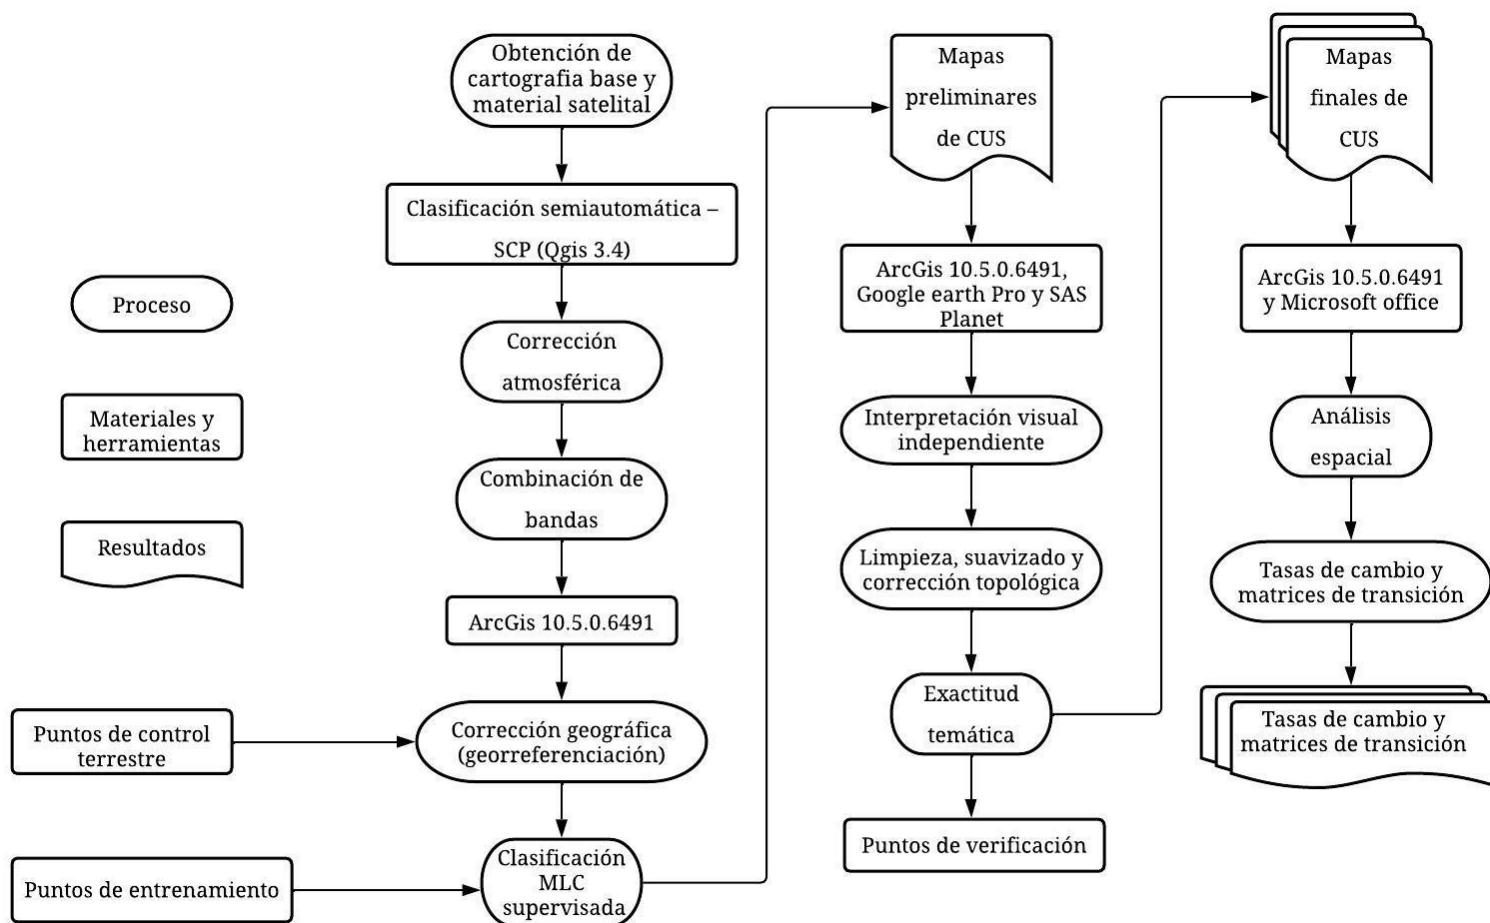 Obtención de
cartografia base y
material satelital
Clasificación semiautomática –
SCP (Qgis 3.4)
Proceso
Corrección
atmosférica
Materiales y
herramientas
Combinación de
bandas
Resultados
ArcGis 10.5.0.6491
Puntos de control
terrestre
Corrección geográfica
(georreferenciación)
Puntos de entrenamiento
Clasificación
MLC
supervisada
Mapas
preliminares
de CUS
ArcGis 10.5.0.6491,
Google earth Pro y SAS
Planet
Interpretación visual
independiente
Limpieza, suavizado y
corrección topológica
Exactitud
temática
Puntos de verificación
Mapas
finales de
CUS
ArcGis 10.5.0.6491
y Microsoft office
Análisis
espacial
Tasas de cambio y
matrices de transición
Tasas de cambio y
matrices de transición